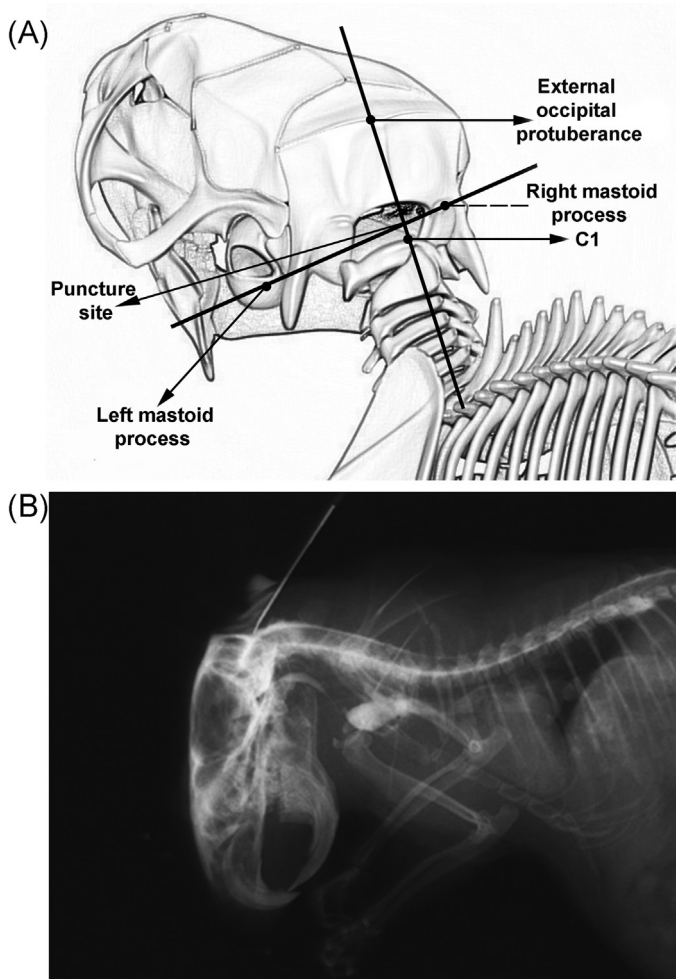 (A)
External
occipital
protuberance
Right mastoid
process
C1
Puncture
site
Left mastoid
process
(B)